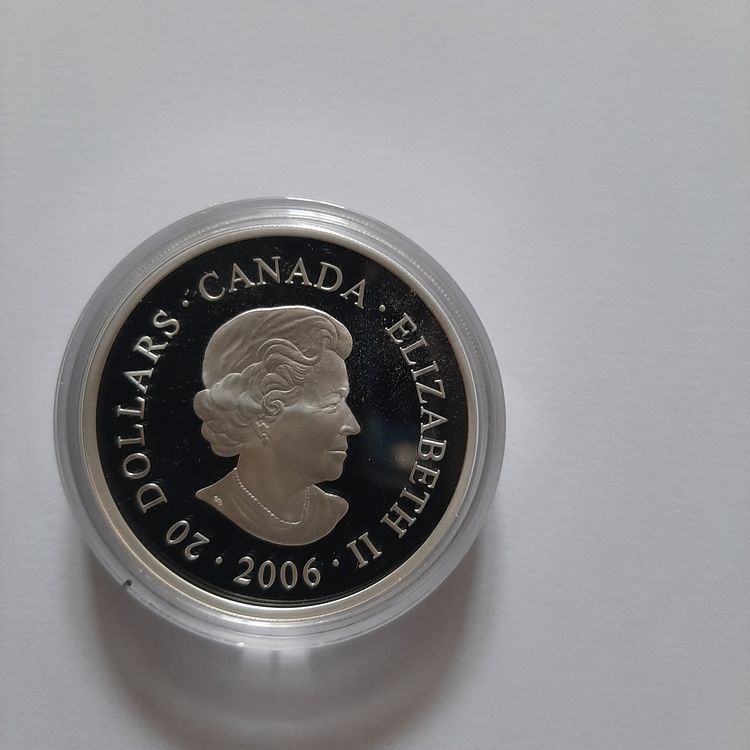 20 DOLLARS · CANADA · ELIZABETH II · 2006 ·